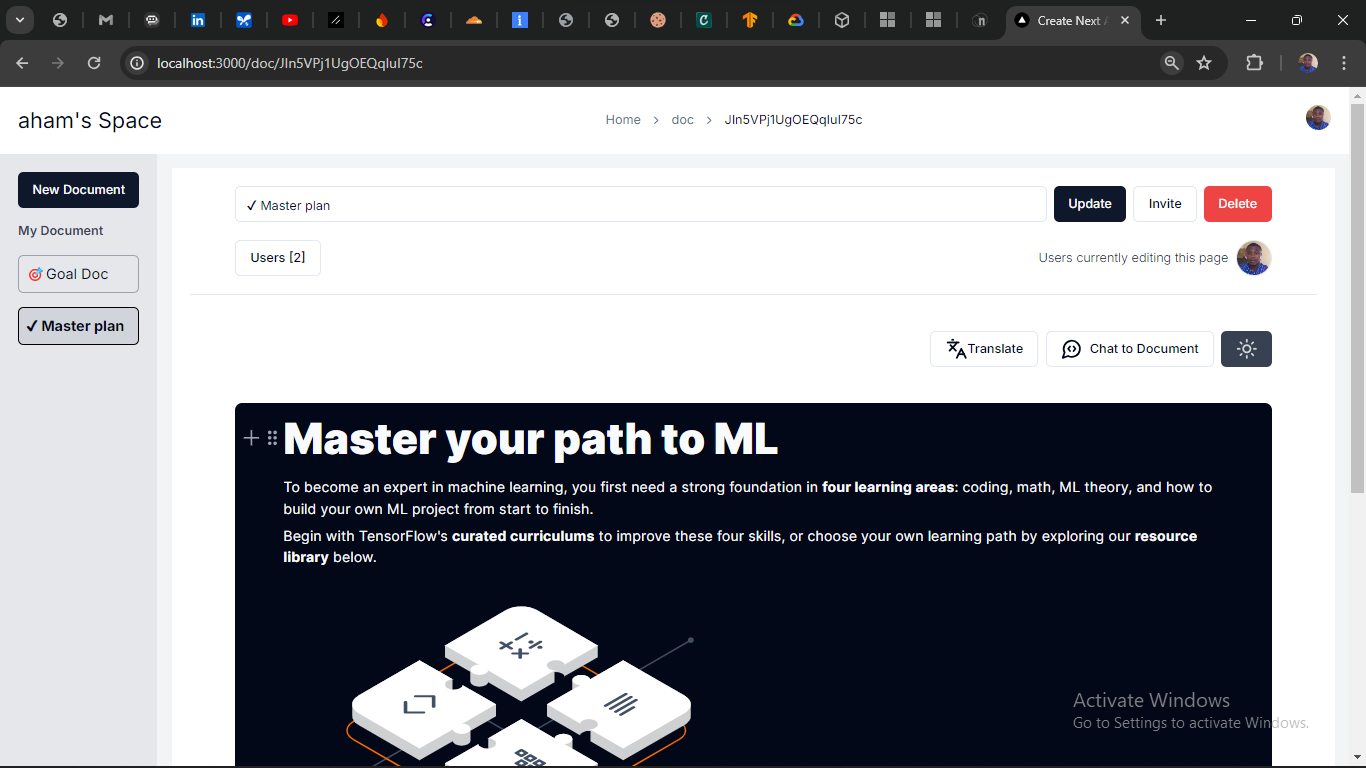 Create Next
localhost:3000/doc/JIn5VPj1UgOEQqluI75c
aham's Space
Home > doc > JIn5VPj1UgOEQqluI75c
New Document
My Document
🎯 Goal Doc
✔ Master plan
✔ Master plan
Update
Invite
Delete
Users [2]
Users currently editing this page
Translate
Chat to Document
Master your path to ML
To become an expert in machine learning, you first need a strong foundation in four learning areas: coding, math, ML theory, and how to
build your own ML project from start to finish.
Begin with TensorFlow's curated curriculums to improve these four skills, or choose your own learning path by exploring our resource
library below.
Activate Windows
Go to Settings to activate Windows.